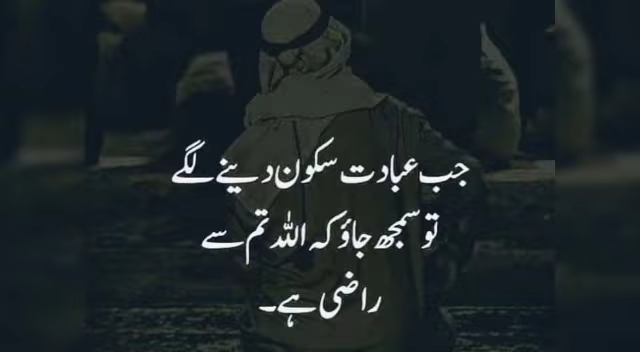 جب عبادت سکون دینے لگے
تو سمجھ جاؤ کہ اللہ تم سے
راضی ہے۔